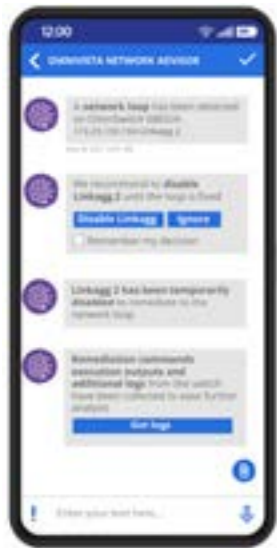 12:00
OMNIVISTA NETWORK ADVISOR
A network loop has been detected
on OmniSwitch
We recommend to disable
Linkagg 2 until the loop is fixed
Disable Linkagg Ignore
Remember my decision
Linkagg 2 has been temporarily
disabled to remediate to the
network loop
Remediation commands
execution outputs and
additional logs from the switch
have been collected to ease further
analysis
Get logs
Enter your text here...